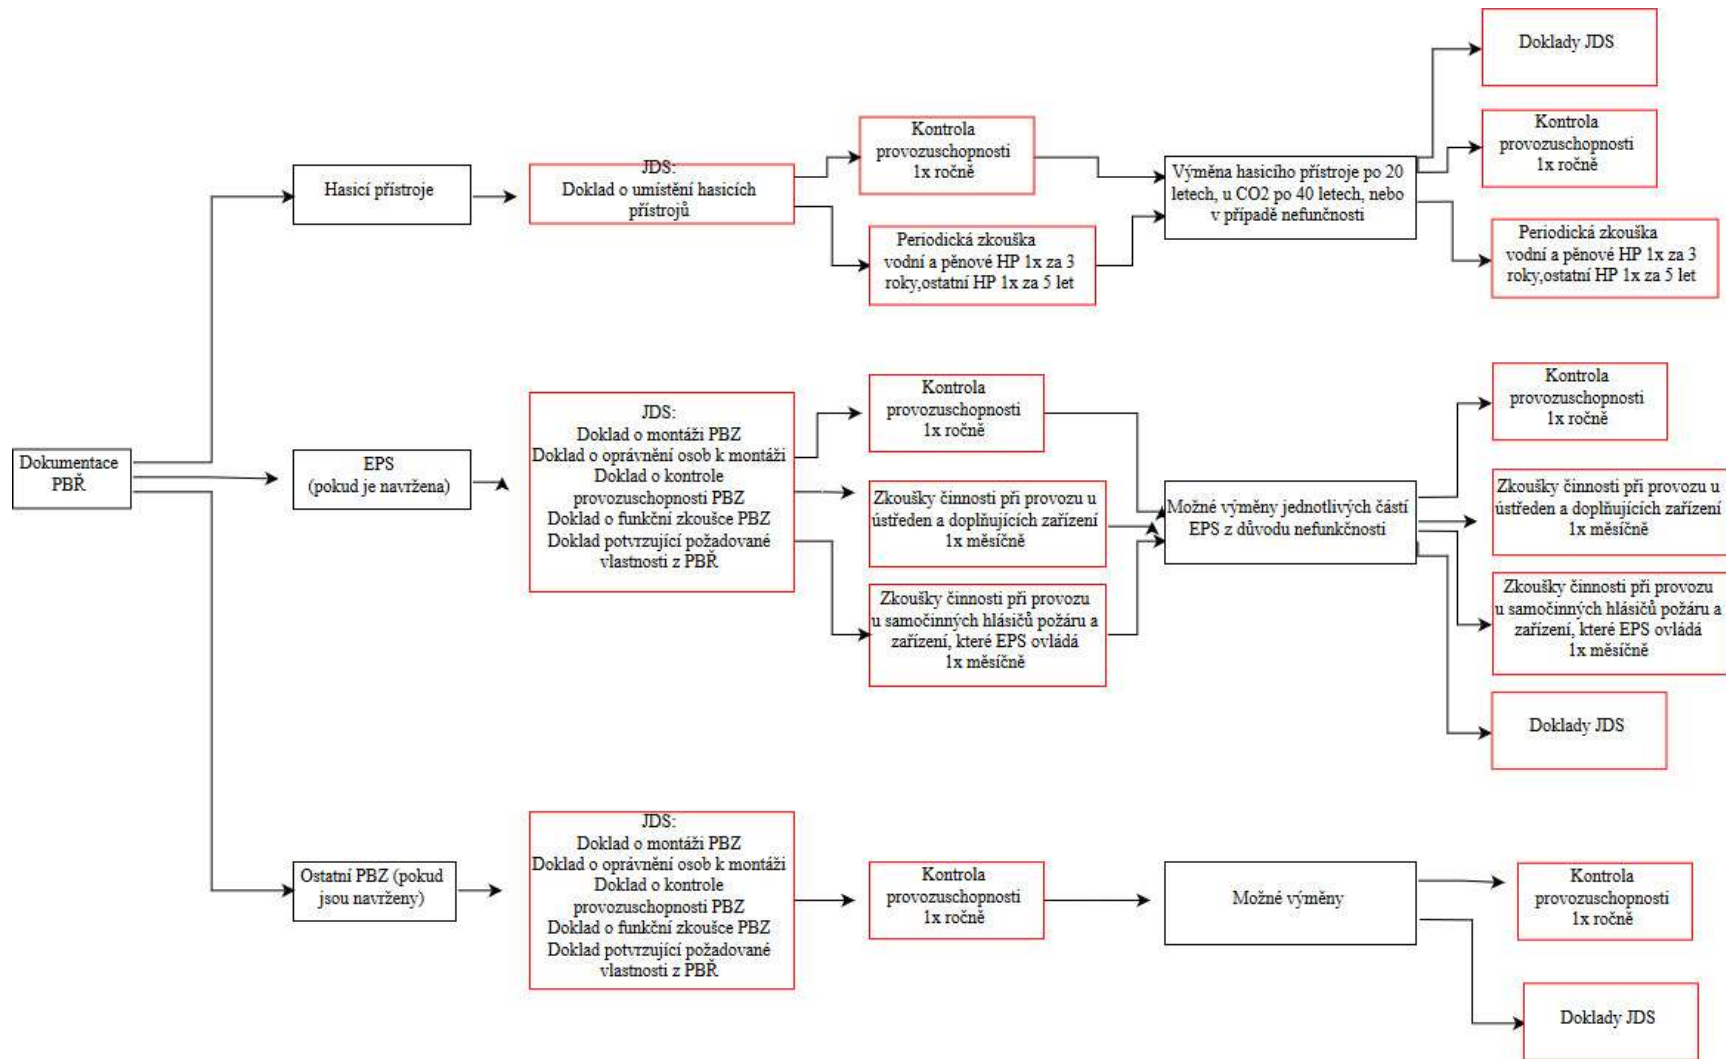 Dokumentace
PBŘ
Hasicí přístroje
JDS:
Doklad o umístění hasicích
přístrojů
Kontrola
provozuschopnosti
1x ročně
Periodická zkouška
vodní a pěnové HP 1x za 3
roky,ostatní HP 1x za 5 let
Výměna hasicího přístroje po 20
letech, u CO2 po 40 letech, nebo
v případě nefunčnosti
Doklady JDS
Kontrola
provozuschopnosti
1x ročně
Periodická zkouška
vodní a pěnové HP 1x za 3
roky,ostatní HP 1x za 5 let
EPS
(pokud je navržena)
JDS:
Doklad o montáži PBZ
Doklad o oprávnění osob k montáži
Doklad o kontrole
provozuschopnosti PBZ
Doklad o funkční zkoušce PBZ
Doklad potvrzující požadované
vlastnosti z PBŘ
Kontrola
provozuschopnosti
1x ročně
Zkoušky činnosti při provozu u
ústředen a doplňujících zařízení
1x měsíčně
Zkoušky činnosti při provozu
u samočinných hlásičů požáru a
zařízení, které EPS ovládá
1x měsíčně
Možné výměny jednotlivých částí
EPS z důvodu nefunkčnosti
Kontrola
provozuschopnosti
1x ročně
Zkoušky činnosti při provozu u
ústředen a doplňujících zařízení
1x měsíčně
Zkoušky činnosti při provozu
u samočinných hlásičů požáru a
zařízení, které EPS ovládá
1x měsíčně
Doklady JDS
Ostatní PBZ (pokud
jsou navrženy)
JDS:
Doklad o montáži PBZ
Doklad o oprávnění osob k montáži
Doklad o kontrole
provozuschopnosti PBZ
Doklad o funkční zkoušce PBZ
Doklad potvrzující požadované
vlastnosti z PBŘ
Kontrola
provozuschopnosti
1x ročně
Možné výměny
Kontrola
provozuschopnosti
1x ročně
Doklady JDS